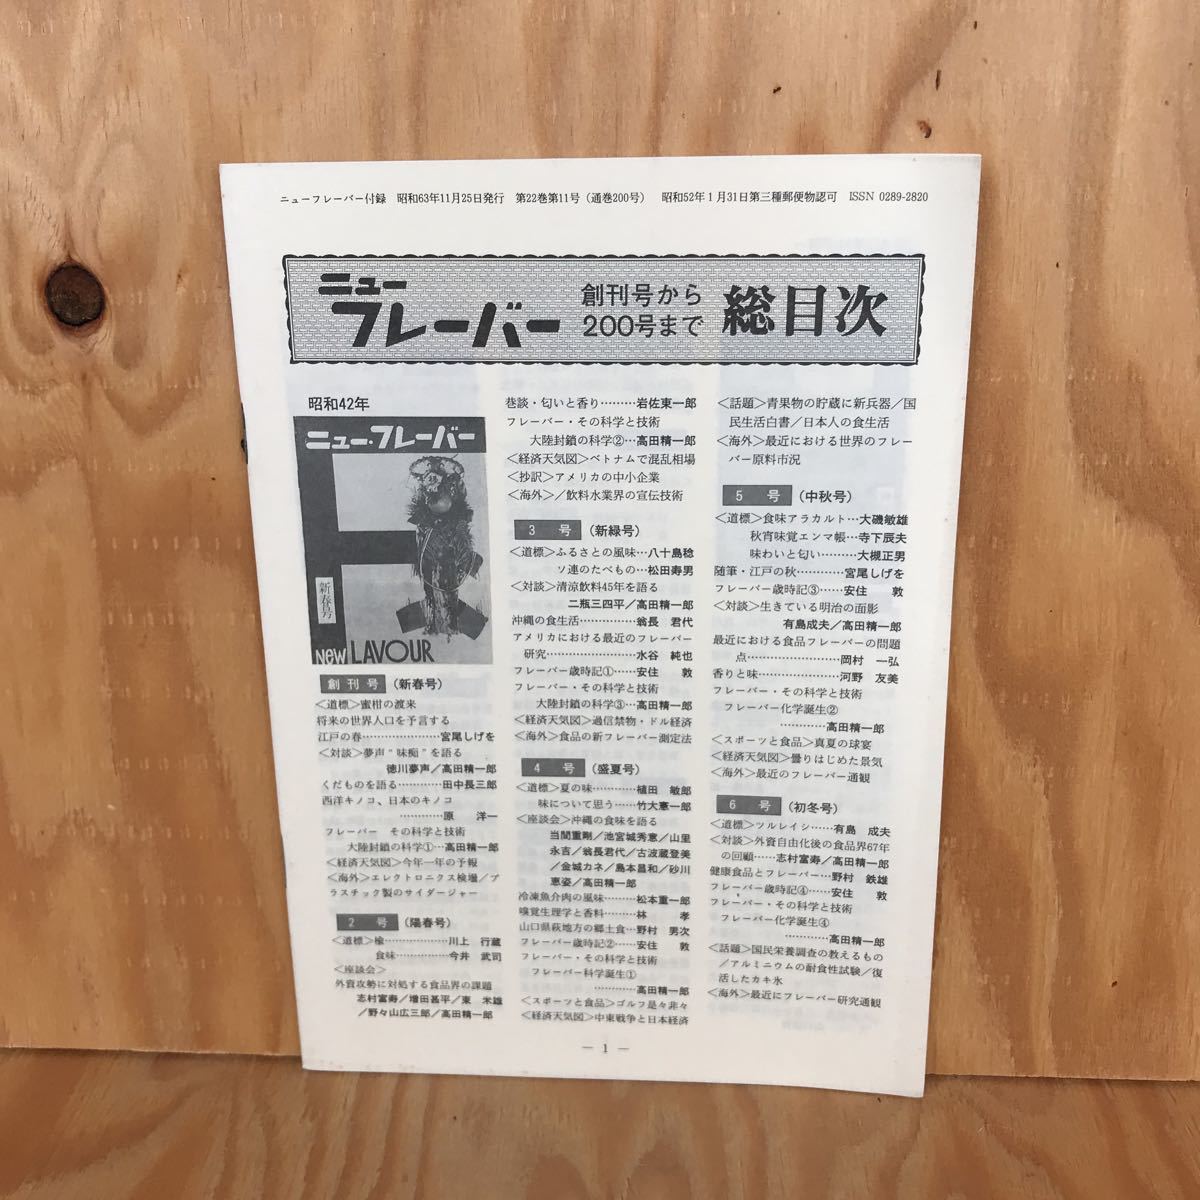 ニューフレーバー付録　昭和63年11月25日発行　第22巻第11号（通巻200号）　昭和52年1月31日第三種郵便物認可　ISSN 0289-2820
ニュー
フレーバー
創刊号から
200号まで
総目次
昭和42年
ニュー・フレーバー
新春号
New LAVOUR
創刊号（新春号）
＜道標＞蜜柑の渡来
将来の世界人口を予言する
江戸の春…………………宮尾しげを
＜対談＞夢声“味痴”を語る
徳川夢声／高田精一郎
くだものを語る…………田中長三郎
西洋キノコ、日本のキノコ
…………原　洋一
フレーバー　その科学と技術
大陸封鎖の科学①…高田精一郎
＜経済天気図＞今年一年の予報
＜海外＞エレクトロニクス検壜／プ
ラスチック製のサイダージャー
2　号（陽春号）
＜道標＞楡………………川上　行蔵
食味………………今井　武司
＜座談会＞
外資攻勢に対処する食品界の課題
志村富寿／増田甚平／東　米雄
／野々山広三郎／高田精一郎
巷談・匂いと香り………岩佐東一郎
フレーバー・その科学と技術
大陸封鎖の科学②…高田精一郎
＜経済天気図＞ベトナムで混乱相場
＜抄訳＞アメリカの中小企業
＜海外＞／飲料水業界の宣伝技術
3　号（新緑号）
＜道標＞ふるさとの風味…八十島稔
ソ連のたべもの…松田寿男
＜対談＞清涼飲料45年を語る
二瓶三四平／高田精一郎
沖縄の食生活……………翁長　君代
アメリカにおける最近のフレーバー
研究………………水谷　純也
フレーバー歳時記①……安住　敦
フレーバー・その科学と技術
大陸封鎖の科学③…高田精一郎
＜経済天気図＞過信禁物・ドル経済
＜海外＞食品の新フレーバー測定法
4　号（盛夏号）
＜道標＞夏の味…………植田　敏郎
味について思う……竹大憲一郎
＜座談会＞沖縄の食味を語る
当間重剛／池宮城秀恵／山里
永吉／翁長君代／古波蔵登美
／金城カネ／島本昌和／砂川
恵姿／高田精一郎
冷凍魚介肉の風味………松本重一郎
嗅覚生理学と香料………林　孝
山口県萩地方の郷土食…野村　男次
フレーバー歳時記②……安住　敦
フレーバー・その科学と技術
フレーバー科学誕生①
…………高田精一郎
＜スポーツと食品＞ゴルフ是々非々
＜経済天気図＞中東戦争と日本経済
＜話題＞青果物の貯蔵に新兵器／国
民生活白書／日本人の食生活
＜海外＞最近における世界のフレー
バー原料市況
5　号（中秋号）
＜道標＞食味アラカルト…大磯敏雄
秋宵味覚エンマ帳…寺下辰夫
味わいと匂い………大槻正男
随筆・江戸の秋…………宮尾しげを
フレーバー歳時記③……安住　敦
＜対談＞生きている明治の面影
有島成夫／高田精一郎
最近における食品フレーバーの問題
点……………………岡村　一弘
香りと味…………………河野　友美
フレーバー・その科学と技術
フレーバー化学誕生②
…………高田精一郎
＜スポーツと食品＞真夏の球宴
＜経済天気図＞曇りはじめた景気
＜海外＞最近のフレーバー通観
6　号（初冬号）
＜道標＞ツルレイシ……有島　成夫
＜対談＞外資自由化後の食品界67年
の回顧……志村富寿／高田精一郎
健康食品とフレーバー…野村　鉄雄
フレーバー歳時記④……安住　敦
フレーバー・その科学と技術
フレーバー化学誕生④
…………高田精一郎
＜話題＞国民栄養調査の教えるもの
／アルミニウムの耐食性試験／復
活したカキ氷
＜海外＞最近にフレーバー研究通観
― 1 ―